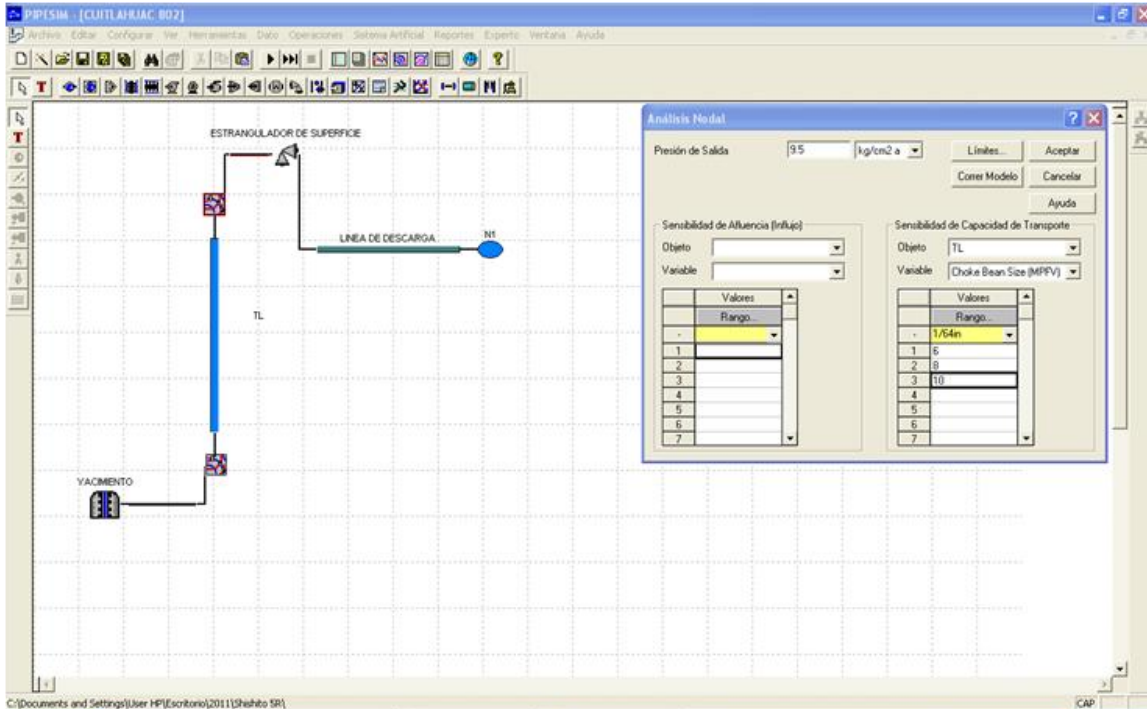 PIPESIM - [CUITLAHUAC 802]
Archivo Editar Configurar Ver Herramientas Dato Operaciones Sistema Artificial Reportes Experto Ventana Ayuda
T
T
ESTRANGULADOR DE SUPERFICIE
LINEA DE DESCARGA
N1
TL
YACIMIENTO
Análisis Nodal
Presión de Salida 9.5 kg/cm2 a Límites... Aceptar
Correr Modelo Cancelar
Ayuda
Sensibilidad de Afluencia (Influjo) Sensibilidad de Capacidad de Transporte
Objeto Objeto TL
Variable Variable Choke Bean Size (MPFV)
Valores Valores
Rango... Rango...
- - 1/64in
1 1 6
2 2 8
3 3 10
4 4
5 5
6 6
7 7
C:\Documents and Settings\User HP\Escritorio\2011\Shishito 5R\ CAP